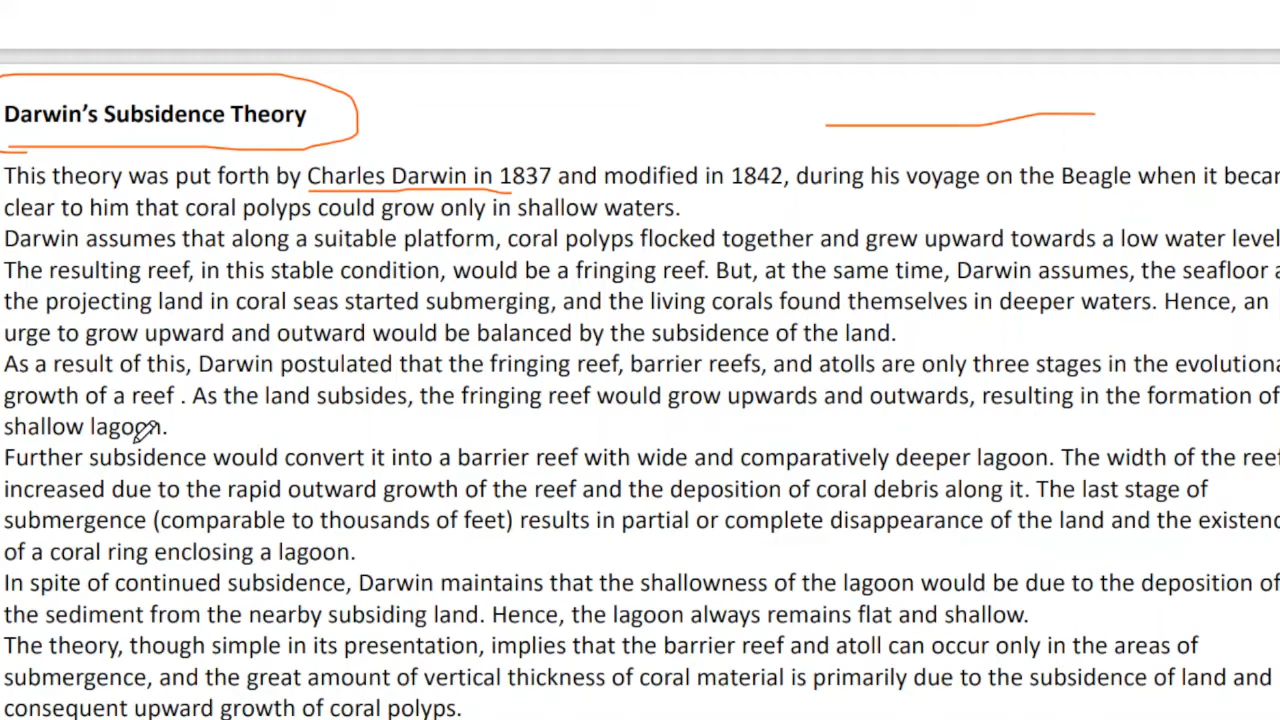 Darwin's Subsidence Theory
This theory was put forth by Charles Darwin in 1837 and modified in 1842, during his voyage on the Beagle when it
clear to him that coral polyps could grow only in shallow waters.
Darwin assumes that along a suitable platform, coral polyps flocked together and grew upward towards a low water level
The resulting reef, in this stable condition, would be a fringing reef. But, at the same time, Darwin assumes, the seafloor
the projecting land in coral seas started submerging, and the living corals found themselves in deeper waters. Hence, an
urge to grow upward and outward would be balanced by the subsidence of the land.
As a result of this, Darwin postulated that the fringing reef, barrier reefs, and atolls are only three stages in the
growth of a reef . As the land subsides, the fringing reef would grow upwards and outwards, resulting in the formation of
shallow lagoon.
Further subsidence would convert it into a barrier reef with wide and comparatively deeper lagoon. The width of the reef
increased due to the rapid outward growth of the reef and the deposition of coral debris along it. The last stage of
submergence (comparable to thousands of feet) results in partial or complete disappearance of the land and the
of a coral ring enclosing a lagoon.
In spite of continued subsidence, Darwin maintains that the shallowness of the lagoon would be due to the deposition of
the sediment from the nearby subsiding land. Hence, the lagoon always remains flat and shallow.
The theory, though simple in its presentation, implies that the barrier reef and atoll can occur only in the areas of
submergence, and the great amount of vertical thickness of coral material is primarily due to the subsidence of land and
consequent upward growth of coral polyps.